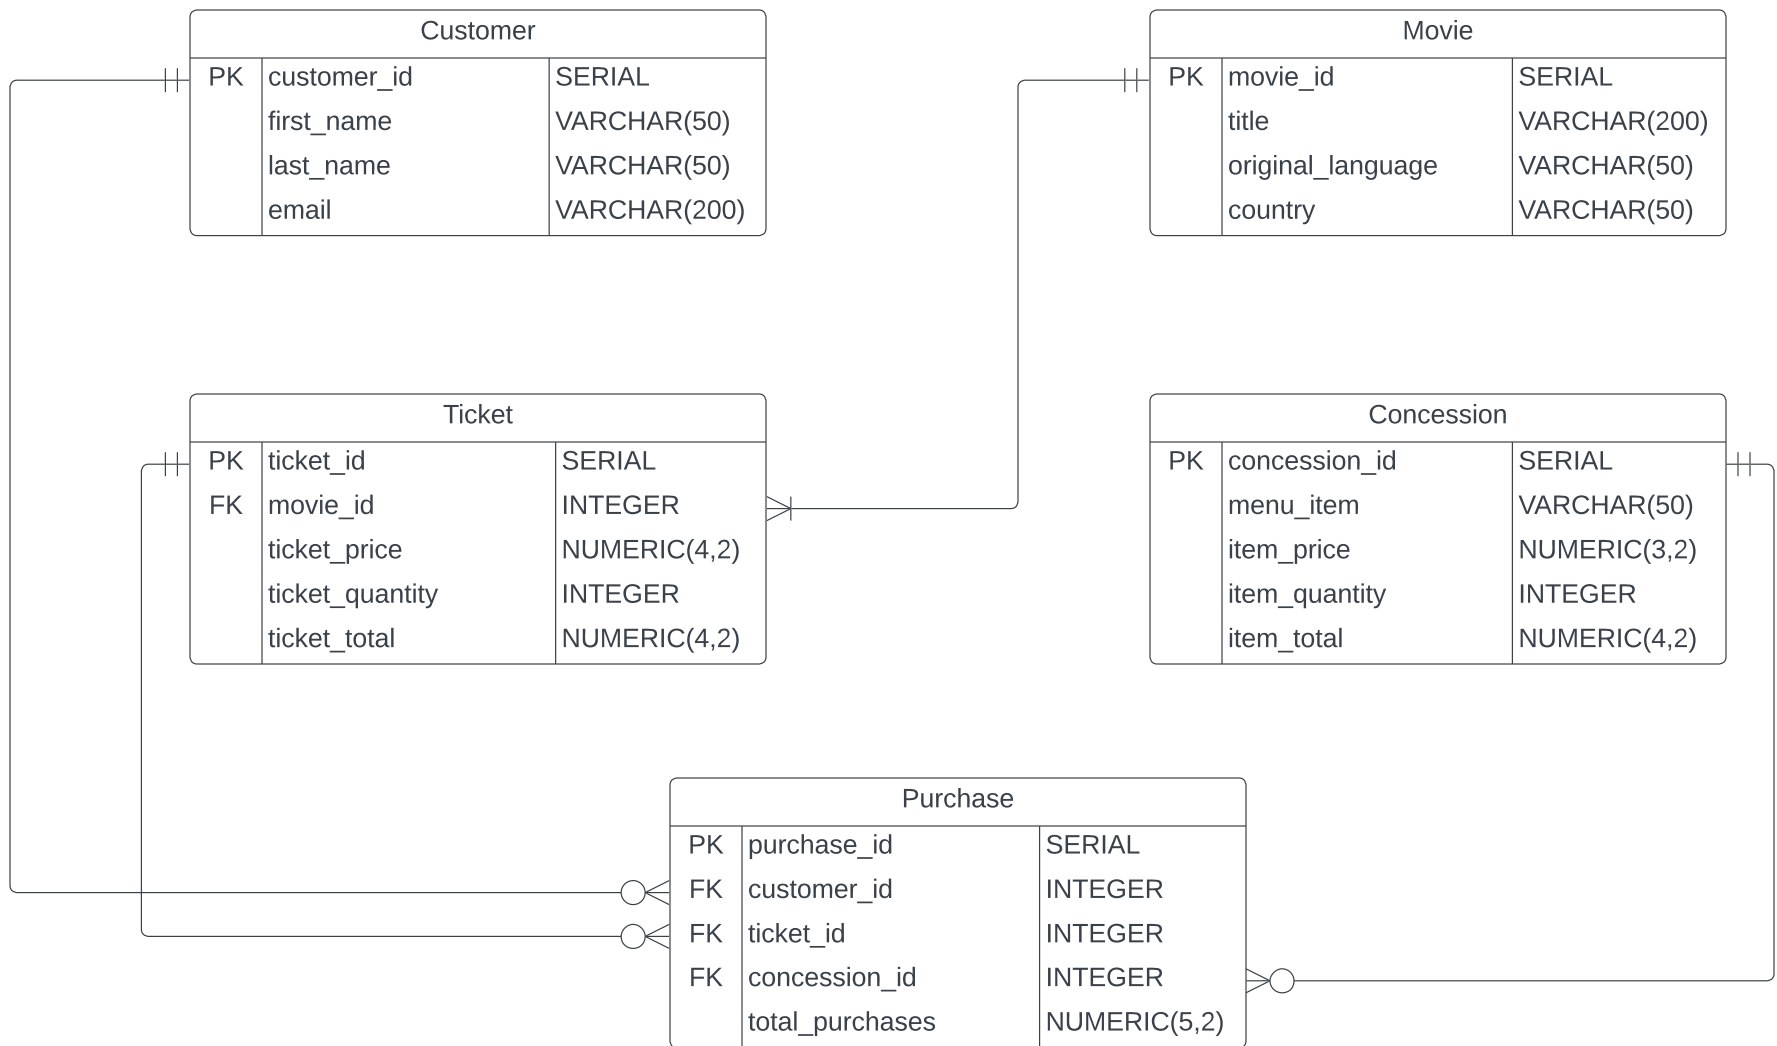 Customer
PK customer_id SERIAL
first_name VARCHAR(50)
last_name VARCHAR(50)
email VARCHAR(200)
Movie
PK movie_id SERIAL
title VARCHAR(200)
original_language VARCHAR(50)
country VARCHAR(50)
Ticket
PK ticket_id SERIAL
FK movie_id INTEGER
ticket_price NUMERIC(4,2)
ticket_quantity INTEGER
ticket_total NUMERIC(4,2)
Concession
PK concession_id SERIAL
menu_item VARCHAR(50)
item_price NUMERIC(3,2)
item_quantity INTEGER
item_total NUMERIC(4,2)
Purchase
PK purchase_id SERIAL
FK customer_id INTEGER
FK ticket_id INTEGER
FK concession_id INTEGER
total_purchases NUMERIC(5,2)